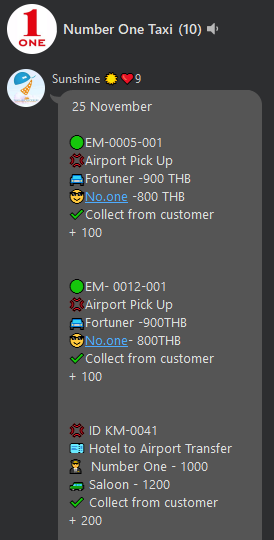 1
ONE
Number One Taxi (10)
Sunshine 9
25 November
EM-0005-001
Airport Pick Up
Fortuner -900 THB
No.one -800 THB
Collect from customer
+ 100
EM- 0012-001
Airport Pick Up
Fortuner -900THB
No.one- 800THB
Collect from customer
+ 100
ID KM-0041
Hotel to Airport Transfer
Number One - 1000
Saloon - 1200
Collect from customer
+ 200